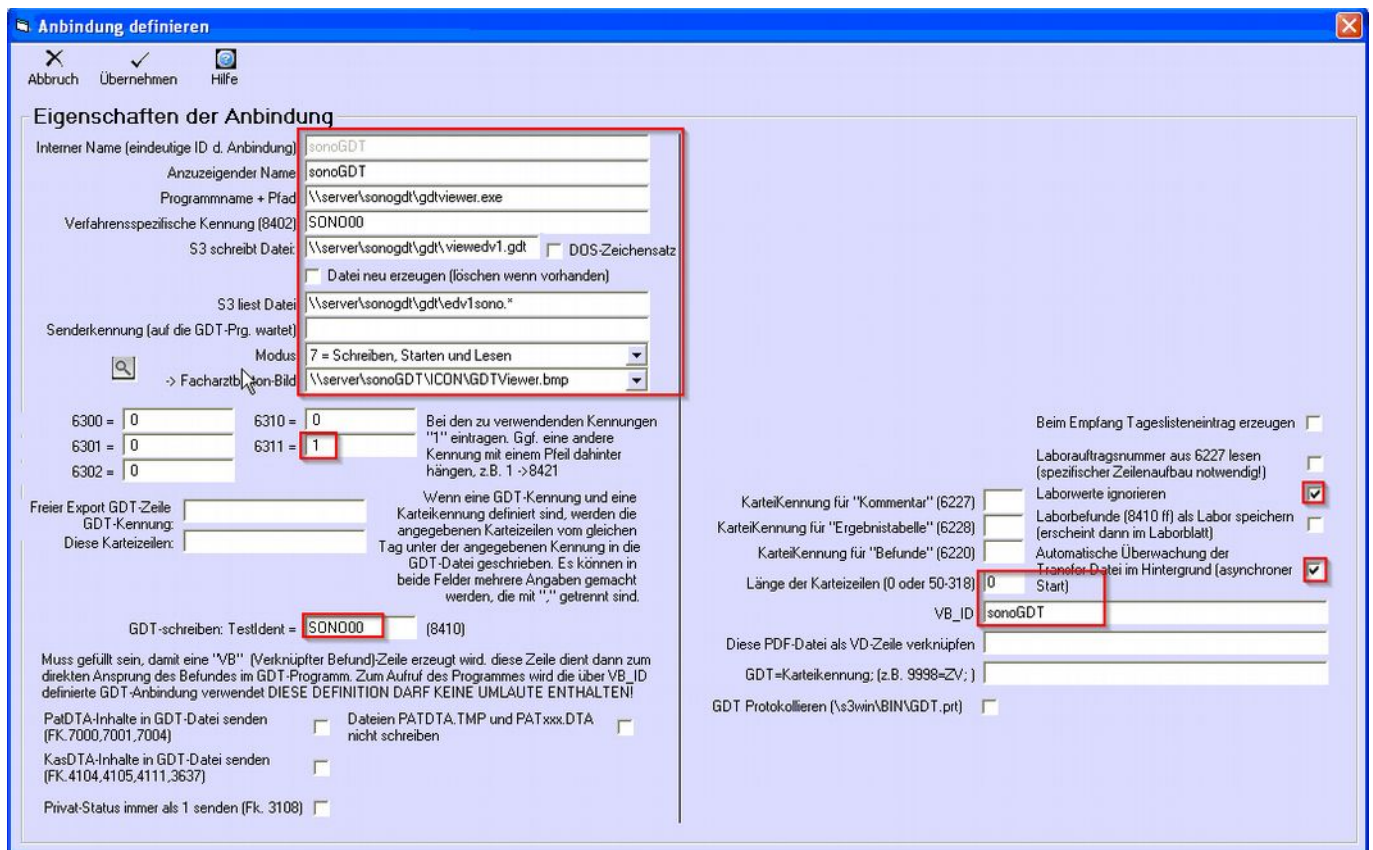 Anbindung definieren
Abbruch Übernehmen Hilfe
Eigenschaften der Anbindung
Interner Name (eindeutige ID d. Anbindung) sonoGDT
Anzuzeigender Name sonoGDT
Programmname + Pfad \\server\sonogdt\gdtviewer.exe
Verfahrensspezifische Kennung (8402) SONO00
S3 schreibt Datei: \\server\sonogdt\gdt\viewedv1.gdt DOS-Zeichensatz
Datei neu erzeugen (löschen wenn vorhanden)
S3 liest Datei \\server\sonogdt\gdt\edv1sono.*
Senderkennung (auf die GDT-Prg. wartet)
Modus 7 = Schreiben, Starten und Lesen
-> Facharztbutton-Bild \\server\sonoGDT\ICON\GDTViewer.bmp
6300 = 0 6310 = 0
6301 = 0 6311 = 1
6302 = 0
Bei den zu verwendenden Kennungen
"1" eintragen. Ggf. eine andere
Kennung mit einem Pfeil dahinter
hängen, z.B. 1 ->8421
Freier Export GDT-Zeile
GDT-Kennung:
Diese Karteizeilen:
Wenn eine GDT-Kennung und eine
Karteikennung definiert sind, werden die
angegebenen Karteizeilen vom gleichen
Tag unter der angegebenen Kennung in die
GDT-Datei geschrieben. Es können in
beide Felder mehrere Angaben gemacht
werden, die mit "," getrennt sind.
GDT-schreiben: TestIdent = SONO00 (8410)
Muss gefüllt sein, damit eine "VB" (Verknüpfter Befund)-Zeile erzeugt wird. diese Zeile dient dann zum
direkten Ansprung des Befundes im GDT-Programm. Zum Aufruf des Programmes wird die über VB_ID
definierte GDT-Anbindung verwendet DIESE DEFINITION DARF KEINE UMLAUTE ENTHALTEN!
PatDTA-Inhalte in GDT-Datei senden
(FK.7000,7001,7004)
Dateien PATDTA.TMP und PATxxx.DTA
nicht schreiben
KasDTA-Inhalte in GDT-Datei senden
(FK.4104,4105,4111,3637)
Privat-Status immer als 1 senden (Fk. 3108)
Beim Empfang Tageslisteneintrag erzeugen
Laborauftragsnummer aus 6227 lesen
(spezifischer Zeilenaufbau notwendig!)
Laborwerte ignorieren
Laborbefunde (8410 ff) als Labor speichern
(erscheint dann im Laborblatt)
Automatische Überwachung der
Transfer-Datei im Hintergrund (asynchroner
Start)
KarteiKennung für "Kommentar" (6227)
KarteiKennung für "Ergebnistabelle" (6228)
KarteiKennung für "Befunde" (6220)
Länge der Karteizeilen (0 oder 50-318) 0
VB_ID sonoGDT
Diese PDF-Datei als VD-Zeile verknüpfen
GDT=Karteikennung; (z.B. 9998=ZV; )
GDT Protokollieren (\s3win\BIN\GDT.prt)